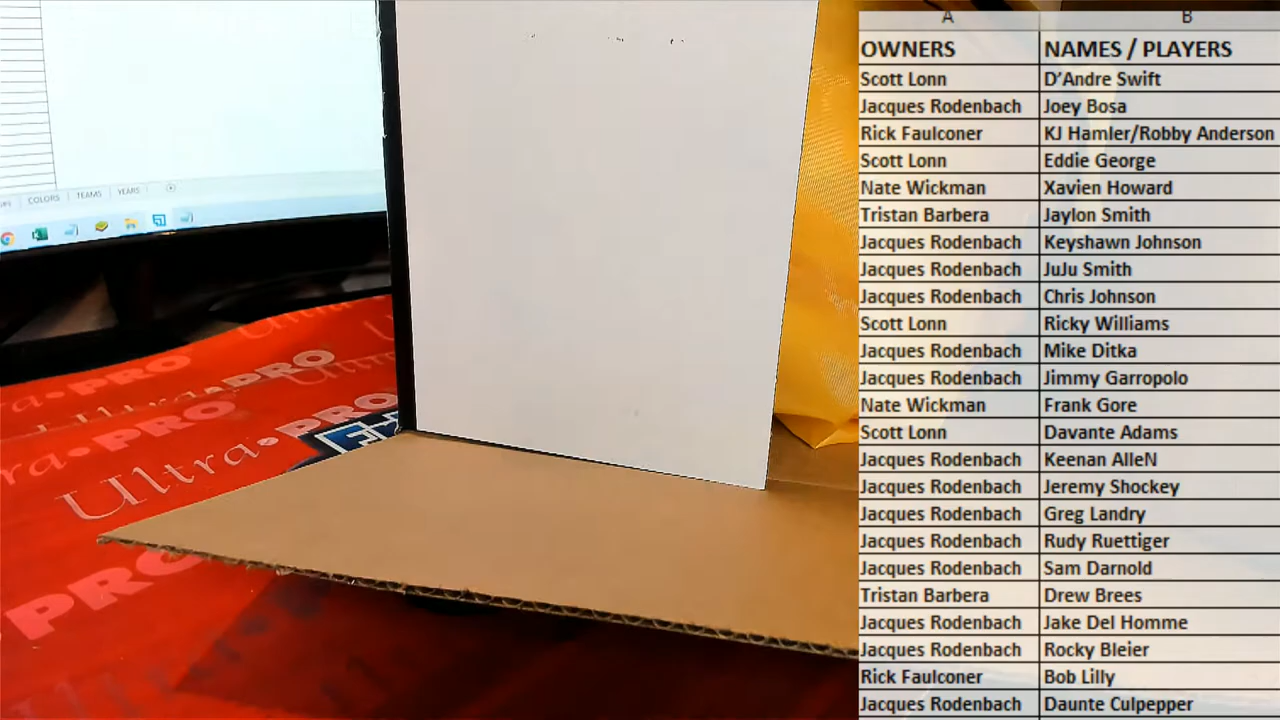 A B
OWNERS NAMES / PLAYERS
Scott Lonn D'Andre Swift
Jacques Rodenbach Joey Bosa
Rick Faulconer KJ Hamler/Robby Anderson
Scott Lonn Eddie George
Nate Wickman Xavien Howard
Tristan Barbera Jaylon Smith
Jacques Rodenbach Keyshawn Johnson
Jacques Rodenbach JuJu Smith
Jacques Rodenbach Chris Johnson
Scott Lonn Ricky Williams
Jacques Rodenbach Mike Ditka
Jacques Rodenbach Jimmy Garropolo
Nate Wickman Frank Gore
Scott Lonn Davante Adams
Jacques Rodenbach Keenan AlleN
Jacques Rodenbach Jeremy Shockey
Jacques Rodenbach Greg Landry
Jacques Rodenbach Rudy Ruettiger
Jacques Rodenbach Sam Darnold
Tristan Barbera Drew Brees
Jacques Rodenbach Jake Del Homme
Jacques Rodenbach Rocky Bleier
Rick Faulconer Bob Lilly
Jacques Rodenbach Daunte Culpepper
COLORS TEAMS YEARS
Ultra PRO
Ultra PRO
Ultra PRO
PRO